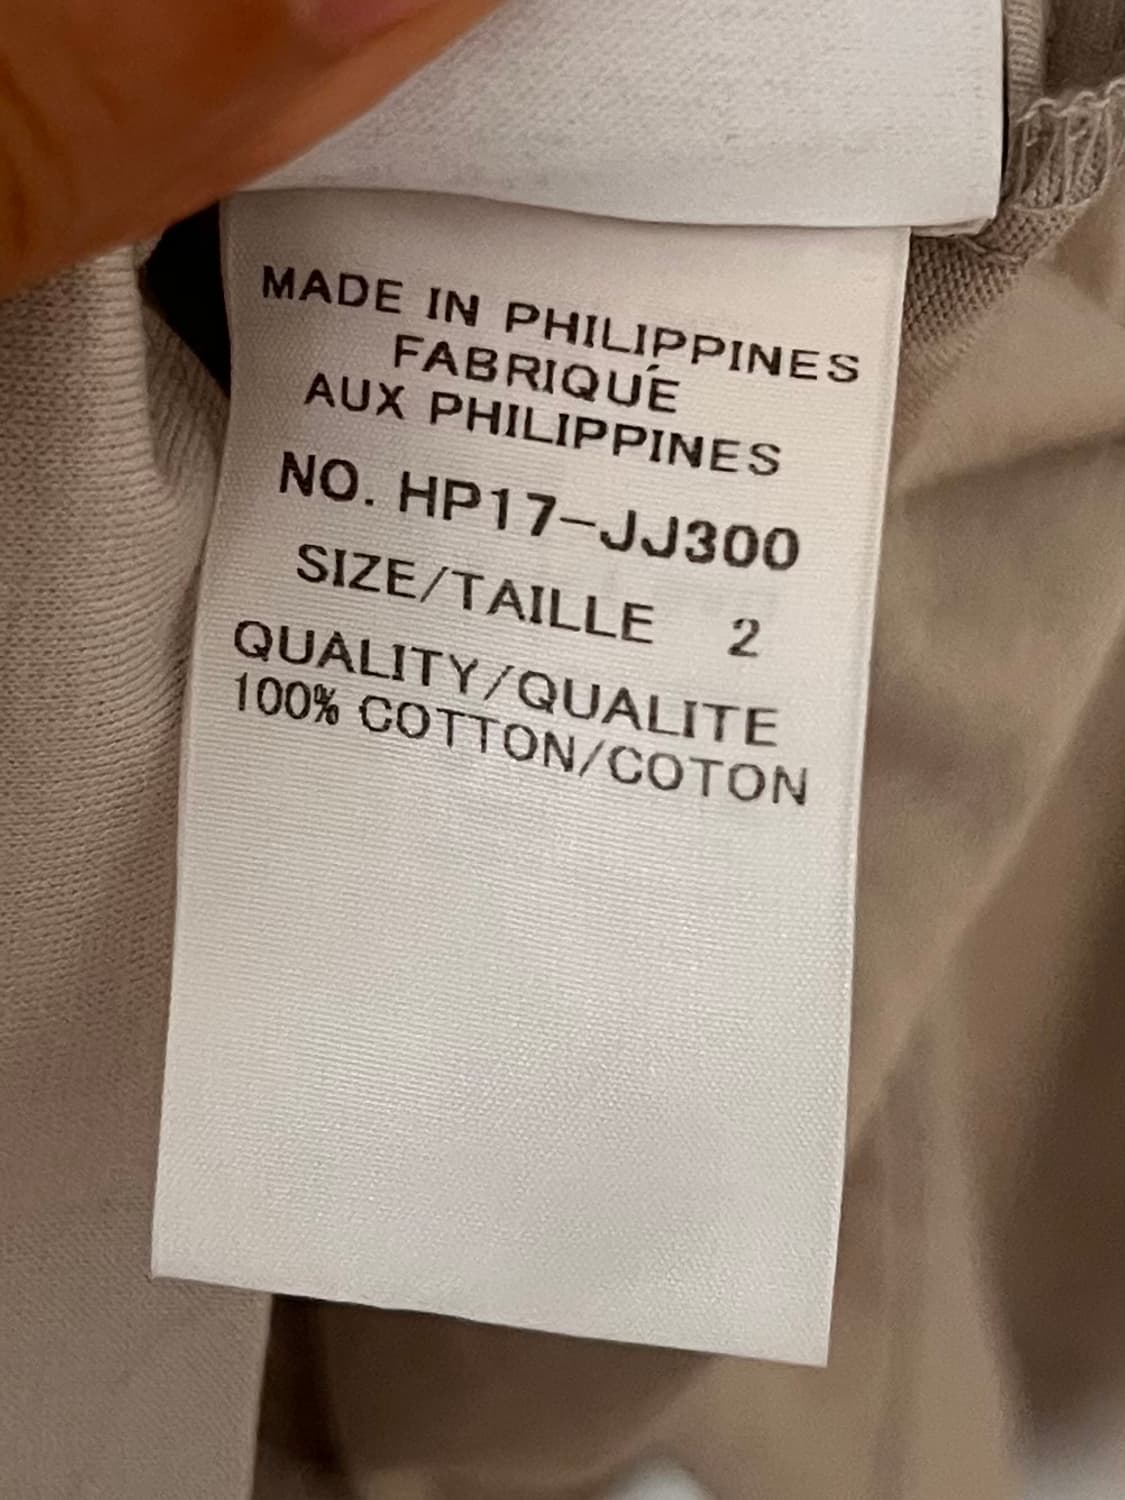 MADE IN PHILIPPINES
FABRIQUÉ
AUX PHILIPPINES
NO. HP17-JJ300
SIZE/TAILLE 2
QUALITY/QUALITE
100% COTTON/COTON